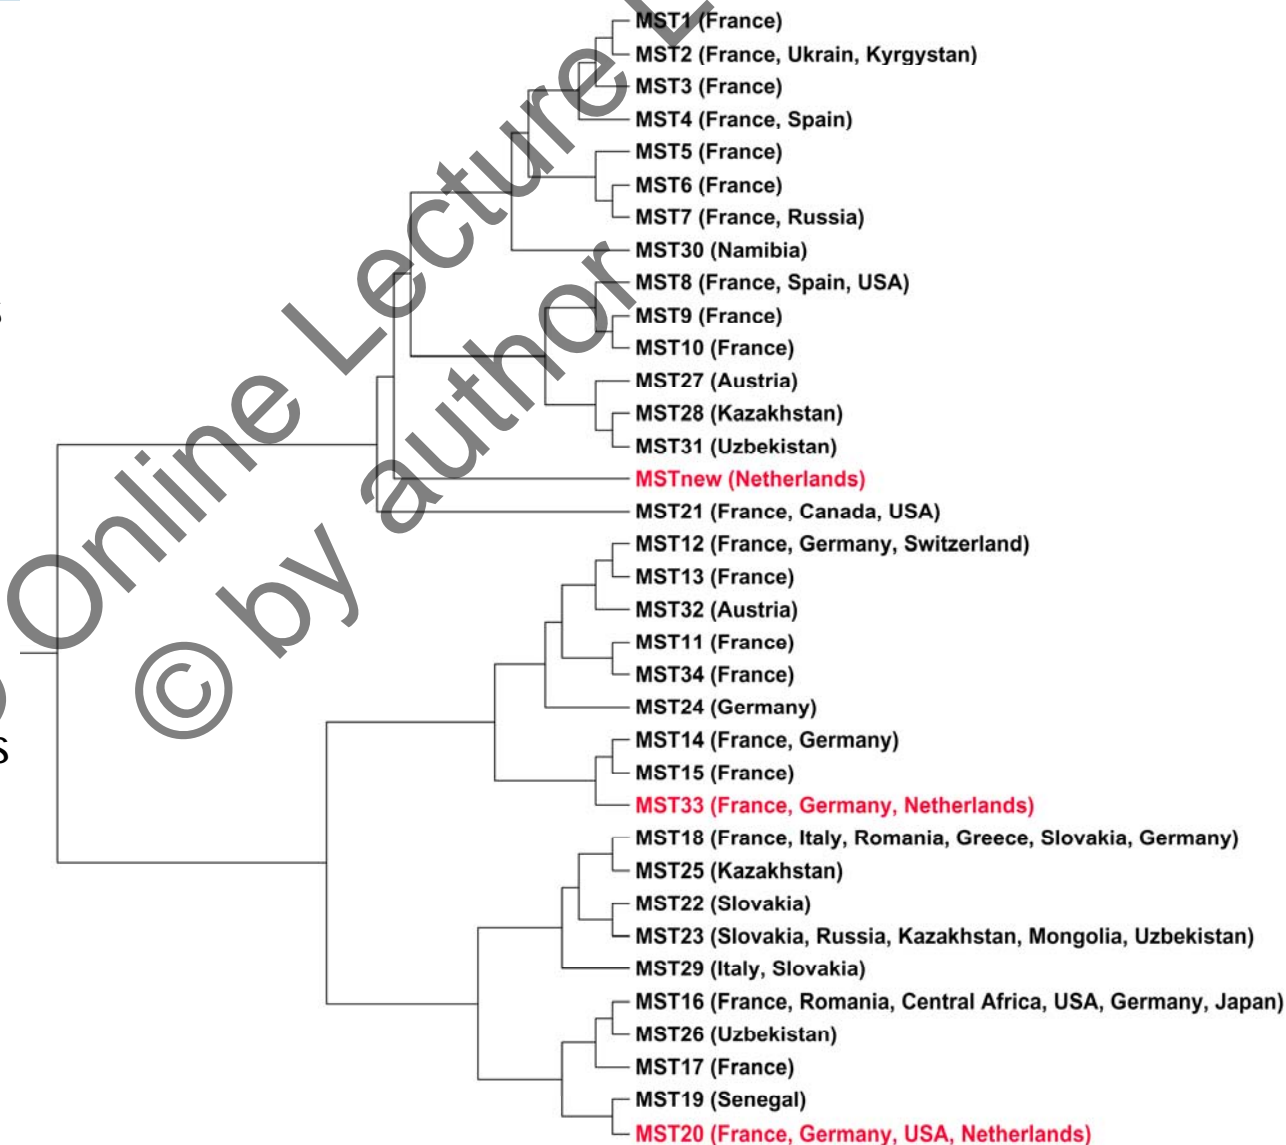 MST1 (France)
MST2 (France, Ukrain, Kyrgystan)
MST3 (France)
MST4 (France, Spain)
MST5 (France)
MST6 (France)
MST7 (France, Russia)
MST30 (Namibia)
MST8 (France, Spain, USA)
MST9 (France)
MST10 (France)
MST27 (Austria)
MST28 (Kazakhstan)
MST31 (Uzbekistan)
MSTnew (Netherlands)
MST21 (France, Canada, USA)
MST12 (France, Germany, Switzerland)
MST13 (France)
MST32 (Austria)
MST11 (France)
MST34 (France)
MST24 (Germany)
MST14 (France, Germany)
MST15 (France)
MST33 (France, Germany, Netherlands)
MST18 (France, Italy, Romania, Greece, Slovakia, Germany)
MST25 (Kazakhstan)
MST22 (Slovakia)
MST23 (Slovakia, Russia, Kazakhstan, Mongolia, Uzbekistan)
MST29 (Italy, Slovakia)
MST16 (France, Romania, Central Africa, USA, Germany, Japan)
MST26 (Uzbekistan)
MST17 (France)
MST19 (Senegal)
MST20 (France, Germany, USA, Netherlands)
Online Lecture
© by author